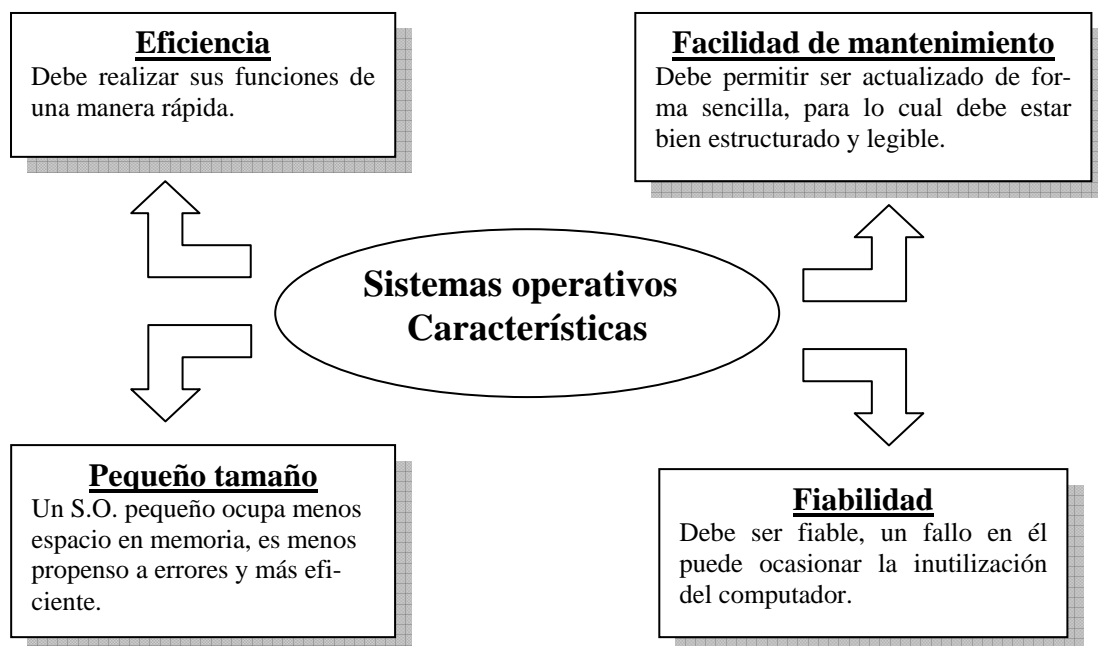 Eficiencia
Debe realizar sus funciones de
una manera rápida.
Facilidad de mantenimiento
Debe permitir ser actualizado de for-
ma sencilla, para lo cual debe estar
bien estructurado y legible.
Sistemas operativos
Características
Pequeño tamaño
Un S.O. pequeño ocupa menos
espacio en memoria, es menos
propenso a errores y más efi-
ciente.
Fiabilidad
Debe ser fiable, un fallo en él
puede ocasionar la inutilización
del computador.